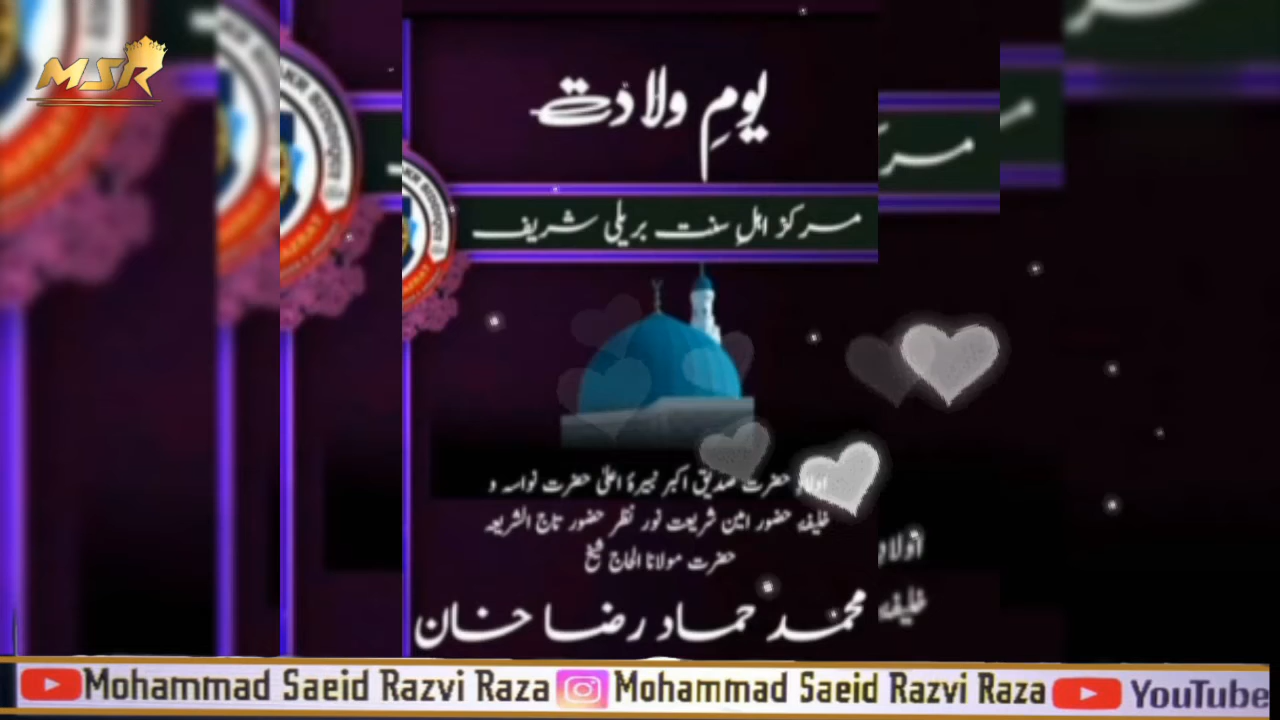 MSR
یومِ ولادت
مرکز اہلِ سنت بریلی شریف
اولاد حضرت صدیق اکبر نبیرۂ اعلیٰ حضرت نواسہ و
خلیفہ حضور امین شریعت نور نظر حضور تاج الشریعہ
حضرت مولانا الحاج شیخ
محمد حماد رضا خان
Mohammad Saeid Razvi Raza Mohammad Saeid Razvi Raza YouTube